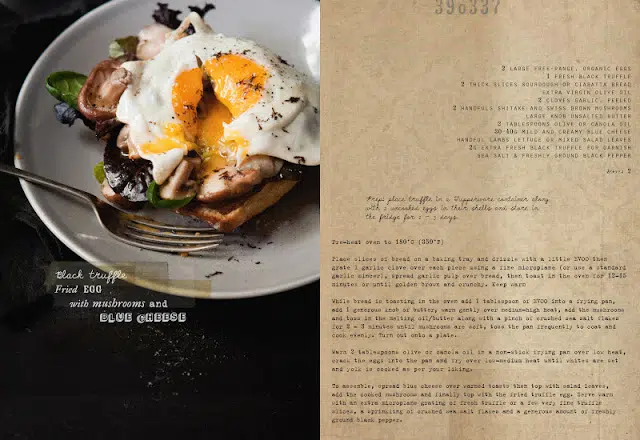 Black truffle
Fried EGG
with mushrooms and
BLUE CHEESE
396337
2 LARGE FREE-RANGE, ORGANIC EGGS
1 FRESH BLACK TRUFFLE
2 THICK SLICES SOURDOUGH OR CIABATTA BREAD
EXTRA VIRGIN OLIVE OIL
2 CLOVES GARLIC, PEELED
2 HANDFULS SHITAKE AND SWISS BROWN MUSHROOMS
LARGE KNOB UNSALTED BUTTER
2 TABLESPOONS OLIVE OR CANOLA OIL
30-40G MILD AND CREAMY BLUE CHEESE
HANDFUL LAMBS LETTUCE OR MIXED SALAD LEAVES
EXTRA FRESH BLACK TRUFFLE FOR GARNISH
SEA SALT & FRESHLY GROUND BLACK PEPPER
Serves 2
Prep: place truffle in a Tupperware container along
with 2 uncooked eggs in their shells and store in
the fridge for 2 - 3 days.
Pre-heat oven to 180°C (350°F)
Place slices of bread on a baking tray and drizzle with a little EVOO then
grate 1 garlic clove over each piece using a fine microplane (or use a standard
garlic mincer), spread garlic pulp over bread, then toast in the oven for
minutes or until golden brown and crunchy. Keep warm
While bread is toasting in the oven add 1 tablespoon of EVOO into a frying pan,
add 1 generous knot of butter, warm gently over medium-high heat, add the mushrooms
and toss in the melting oil/butter along with a pinch of crushed sea salt flakes
for 2 - 3 minutes until mushrooms are soft, toss the pan frequently to coat and
cook evenly. Turn out onto a plate.
Warm 2 tablespoons olive or canola oil in a non-stick frying pan over low heat,
crack the eggs into the pan and fry over low-medium heat until whites are set
and yolk is cooked as per your liking.
To assemble, spread blue cheese over warmed toasts then top with salad leaves,
add the cooked mushroom and finally top with the fried truffle egg. Serve warm
with an extra microplane grating of fresh truffle or a few very fine truffle
slices, a sprinkling of crushed sea salt flakes and a generous amount of freshly
ground black pepper.